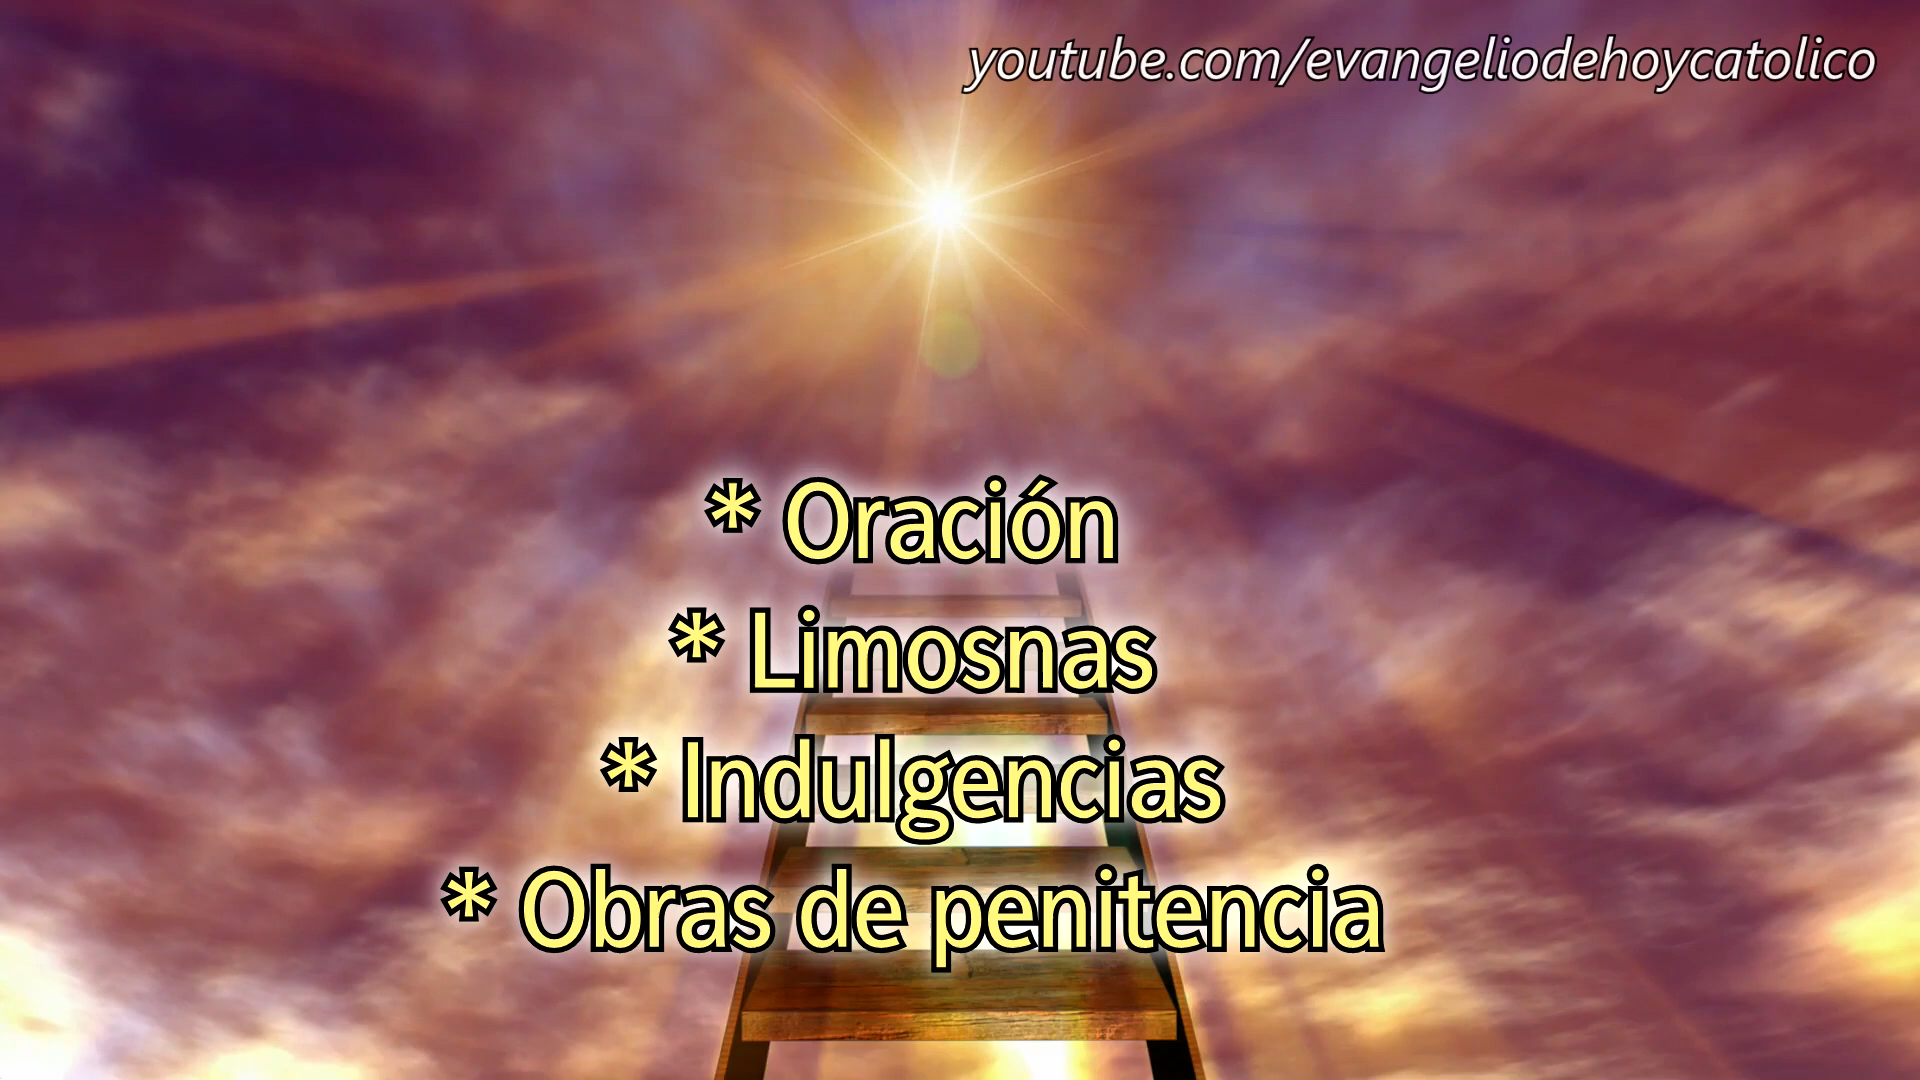 youtube.com/evangeliodehoycatolico
* Oración
* Limosnas
* Indulgencias
* Obras de penitencia